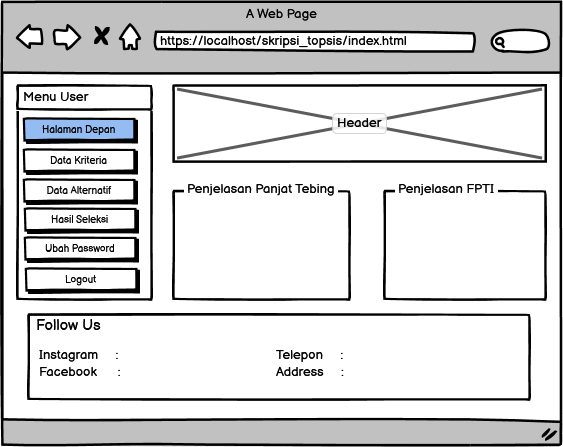 A Web Page
https://localhost/skripsi_topsis/index.html
Menu User
Halaman Depan
Data Kriteria
Data Alternatif
Hasil Seleksi
Ubah Password
Logout
Header
Penjelasan Panjat Tebing
Penjelasan FPTI
Follow Us
Instagram :
Telepon :
Facebook :
Address :